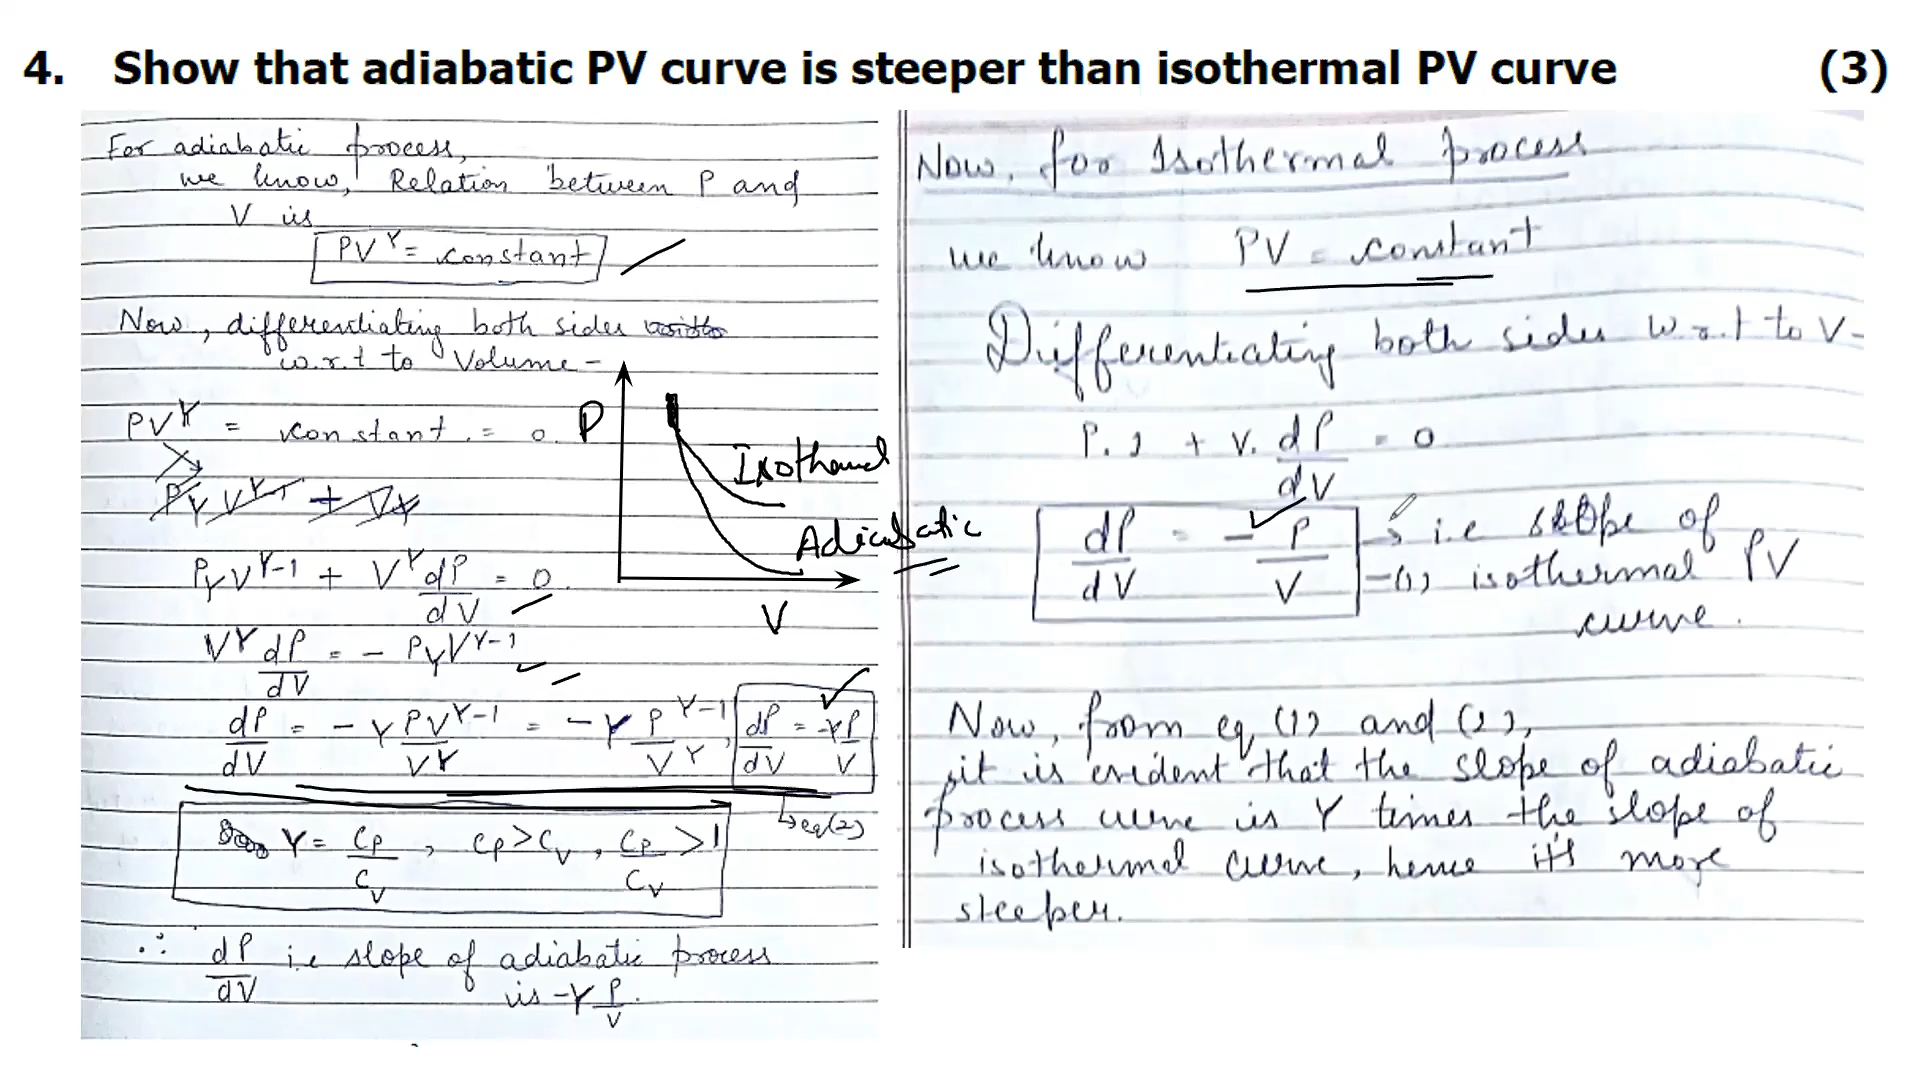 4. Show that adiabatic PV curve is steeper than isothermal PV curve (3)
For adiabatic process,
we know, Relation between P and
V is
PV^γ = constant
Now, differentiating both sides
w.r.t to Volume -
PV^γ = constant = 0
PγV^γ-1 + Vγ
PγV^γ-1 + V^γ dP/dV = 0
V^γ dP/dV = - PγV^γ-1
dP/dV = -γ PV^γ-1/V^γ = -γ P/V^γ ^γ-1, dP/dV = -γP/V
↳eq(2)
γ = Cp/Cv, Cp>Cv, Cp/Cv >1
∴ dP/dV i.e slope of adiabatic process
is -γ P/V.
P
Isothermal
Adiabatic
V
Now, for Isothermal process
we know PV = constant
Differentiating both sides w.r.t to V-
P. 1 + V. dP/dV = 0
dP/dV = - P/V → i.e slope of
-(1) isothermal PV
curve.
Now, from eq (1) and (2),
it is evident that the slope of adiabatic
process curve is γ times the slope of
isothermal curve, hence it's more
steeper.